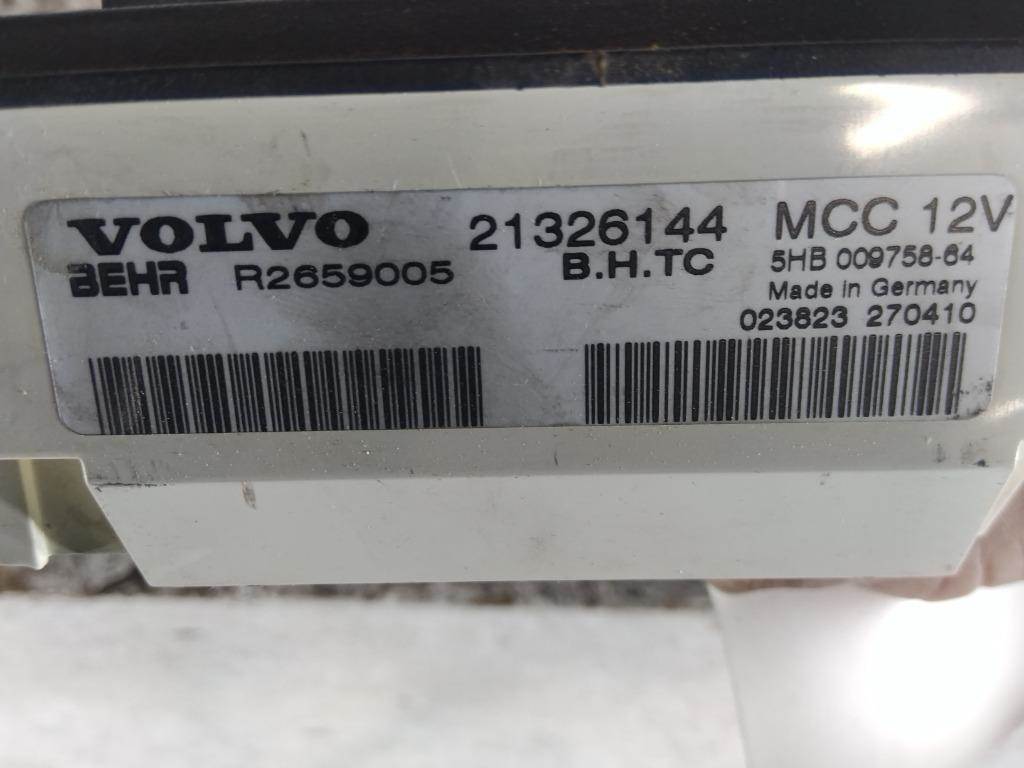 VOLVO 21326144 MCC 12V
BEHR R2659005 B.H.TC 5HB 009758-64
Made in Germany
023823 270410